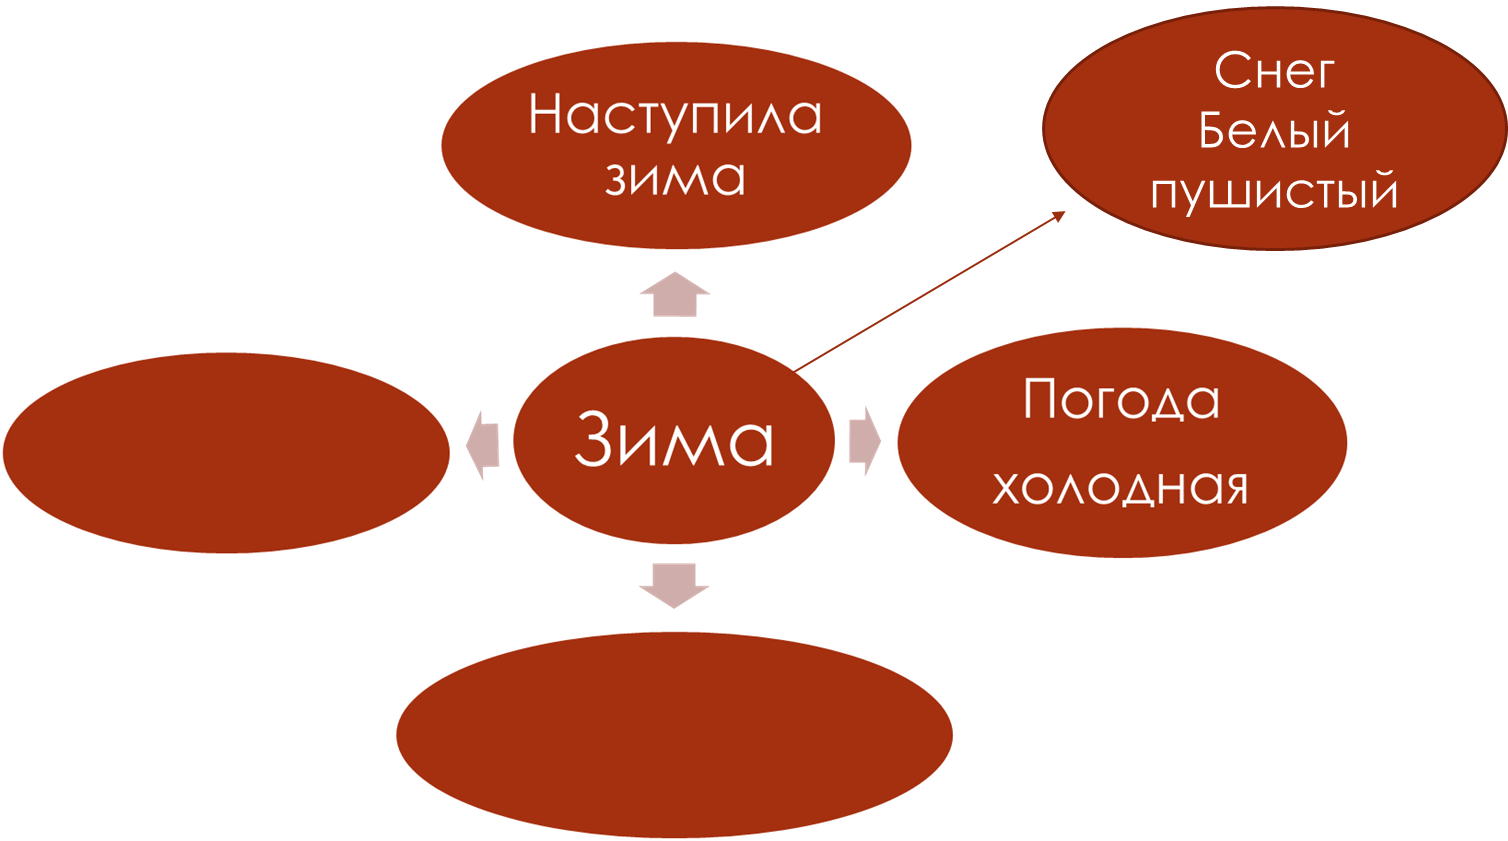 Наступила
зима
Снег
Белый
пушистый
Зима
Погода
холодная